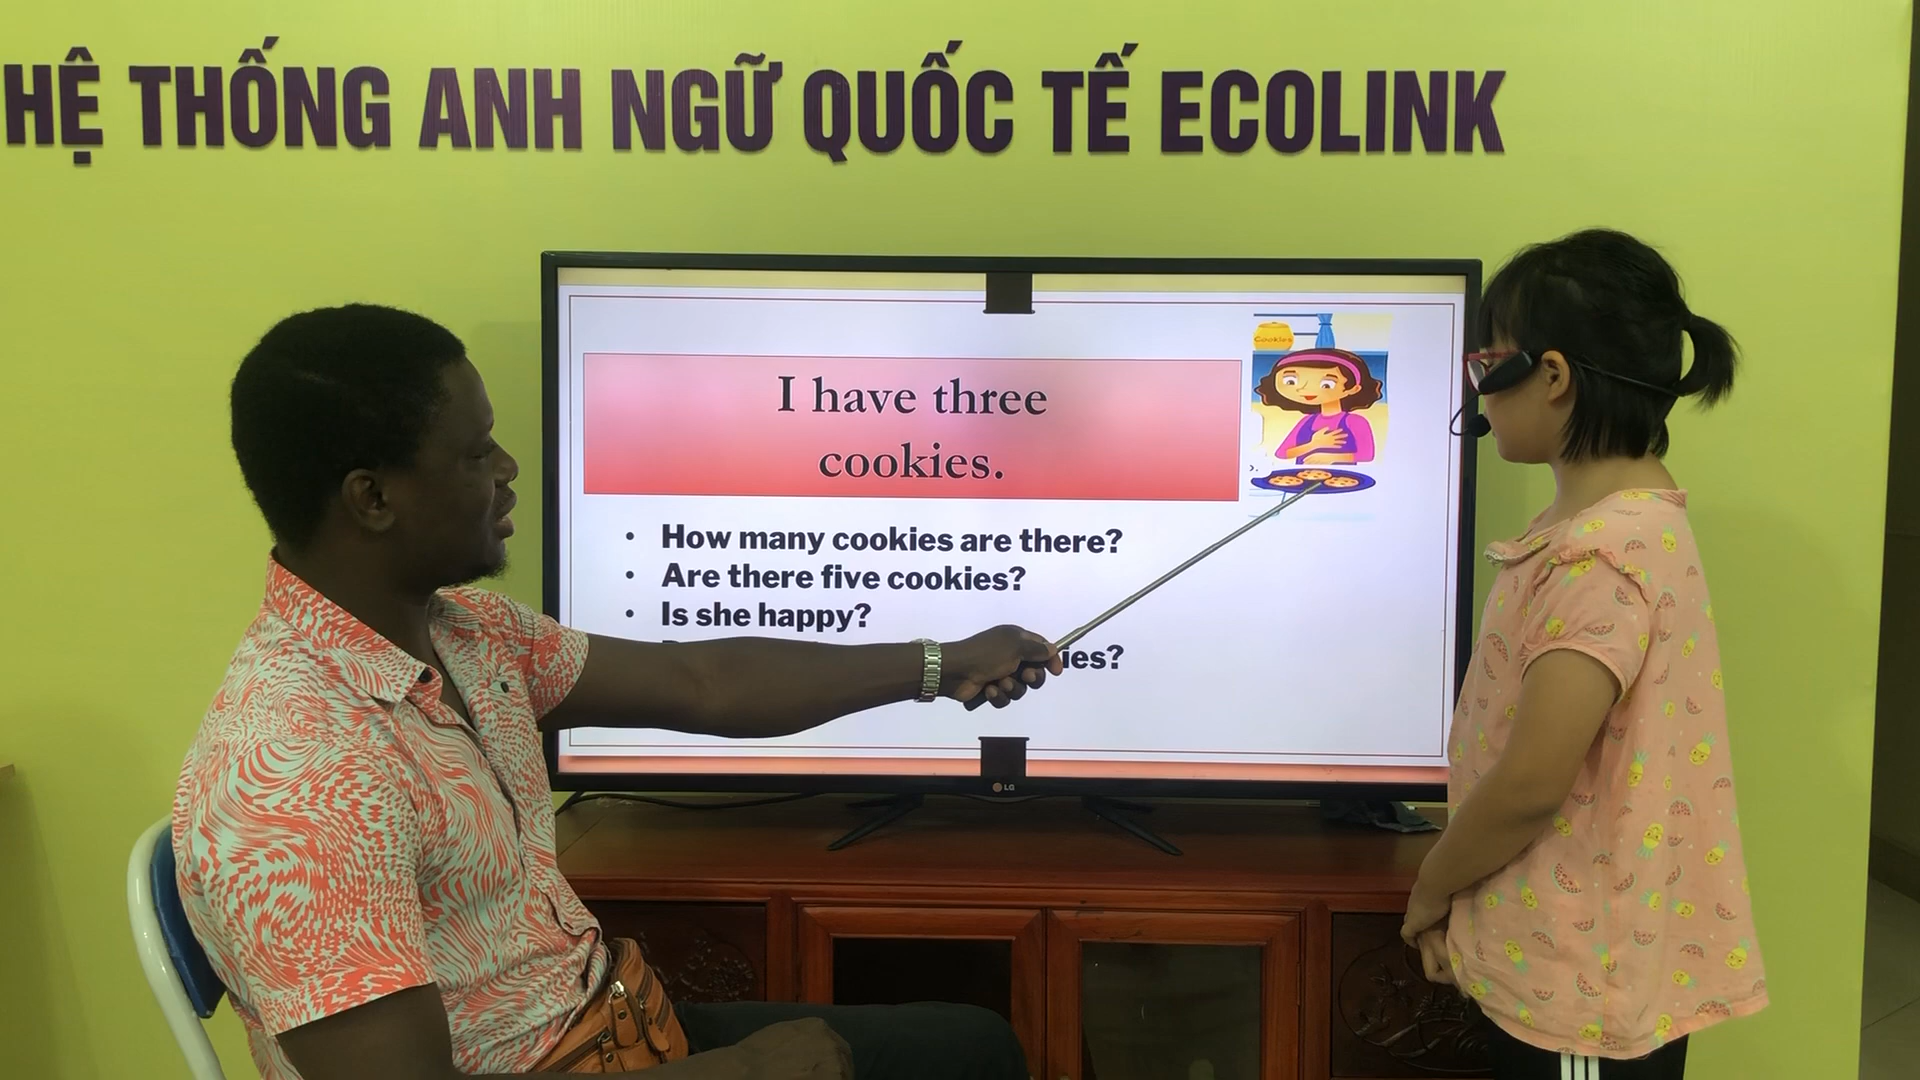 HỆ THỐNG ANH NGỮ QUỐC TẾ ECOLINK
Cookies
I have three
cookies.
• How many cookies are there?
• Are there five cookies?
• Is she happy?
ies?
LG